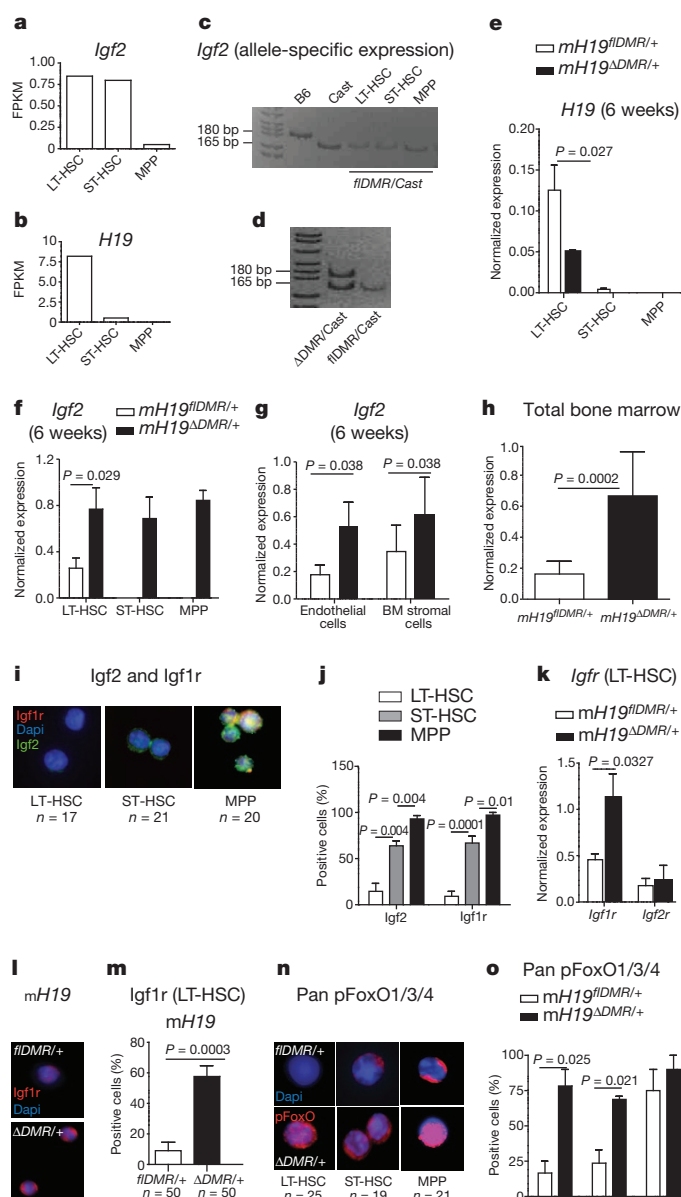 a
Igf2
FPKM
1.00
0.75
0.50
0.25
0
LT-HSC
ST-HSC
MPP
b
H19
FPKM
10
7.5
5.0
2.5
0
LT-HSC
ST-HSC
MPP
c
Igf2 (allele-specific expression)
B6
Cast
LT-HSC
ST-HSC
MPP
180 bp
165 bp
flDMR/Cast
d
180 bp
165 bp
ΔDMR/Cast
flDMR/Cast
e
mH19flDMR/+
mH19ΔDMR/+
H19 (6 weeks)
Normalized expression
0.20
0.15
0.10
0.05
0.00
P = 0.027
LT-HSC
ST-HSC
MPP
f
Igf2
(6 weeks)
mH19flDMR/+
mH19ΔDMR/+
Normalized expression
1.2
0.8
0.4
0.0
P = 0.029
LT-HSC ST-HSC MPP
g
Igf2
(6 weeks)
Normalized expression
1.0
0.8
0.6
0.4
0.2
0.0
P = 0.038 P = 0.038
Endothelial cells
BM stromal cells
h
Total bone marrow
Normalized expression
1.0
0.8
0.6
0.4
0.2
0
P = 0.0002
mH19flDMR/+ mH19ΔDMR/+
i
Igf2 and Igf1r
Igf1r
Dapi
Igf2
LT-HSC ST-HSC MPP
n = 17 n = 21 n = 20
j
LT-HSC
ST-HSC
MPP
Positive cells (%)
150
100
50
0
P = 0.004
P = 0.004
P = 0.01
P = 0.0001
Igf2 Igf1r
k
Igfr (LT-HSC)
mH19flDMR/+
mH19ΔDMR/+
Normalized expression
1.5
1.0
0.5
0.0
P = 0.0327
Igf1r Igf2r
l
mH19
flDMR/+
Igf1r
Dapi
ΔDMR/+
m
Igf1r (LT-HSC)
mH19
Positive cells (%)
80
60
40
20
0
P = 0.0003
flDMR/+ ΔDMR/+
n = 50 n = 50
n
Pan pFoxO1/3/4
flDMR/+
Dapi
pFoxO
ΔDMR/+
LT-HSC ST-HSC MPP
n = 25 n = 19 n = 21
o
Pan pFoxO1/3/4
mH19flDMR/+
mH19ΔDMR/+
Positive cells (%)
100
75
50
25
P = 0.025
P = 0.021